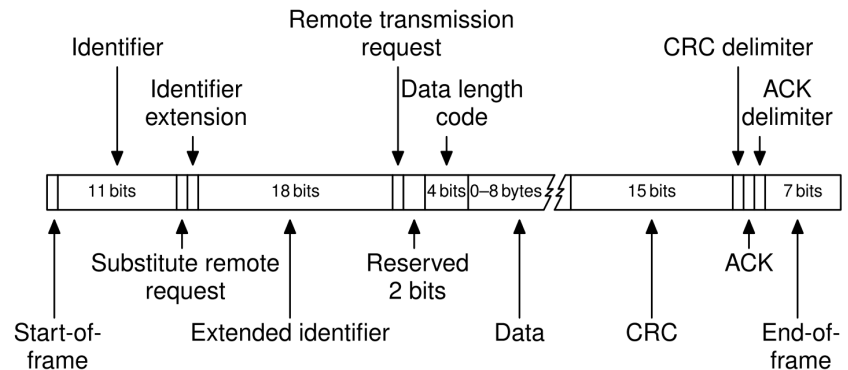 Remote transmission
request
Identifier
CRC delimiter
Identifier
extension
Data length
code
ACK
delimiter
11 bits
18 bits
4 bits
0–8 bytes
15 bits
7 bits
Substitute remote
request
Reserved
2 bits
ACK
Start-of-
frame
Extended identifier
Data
CRC
End-of-
frame